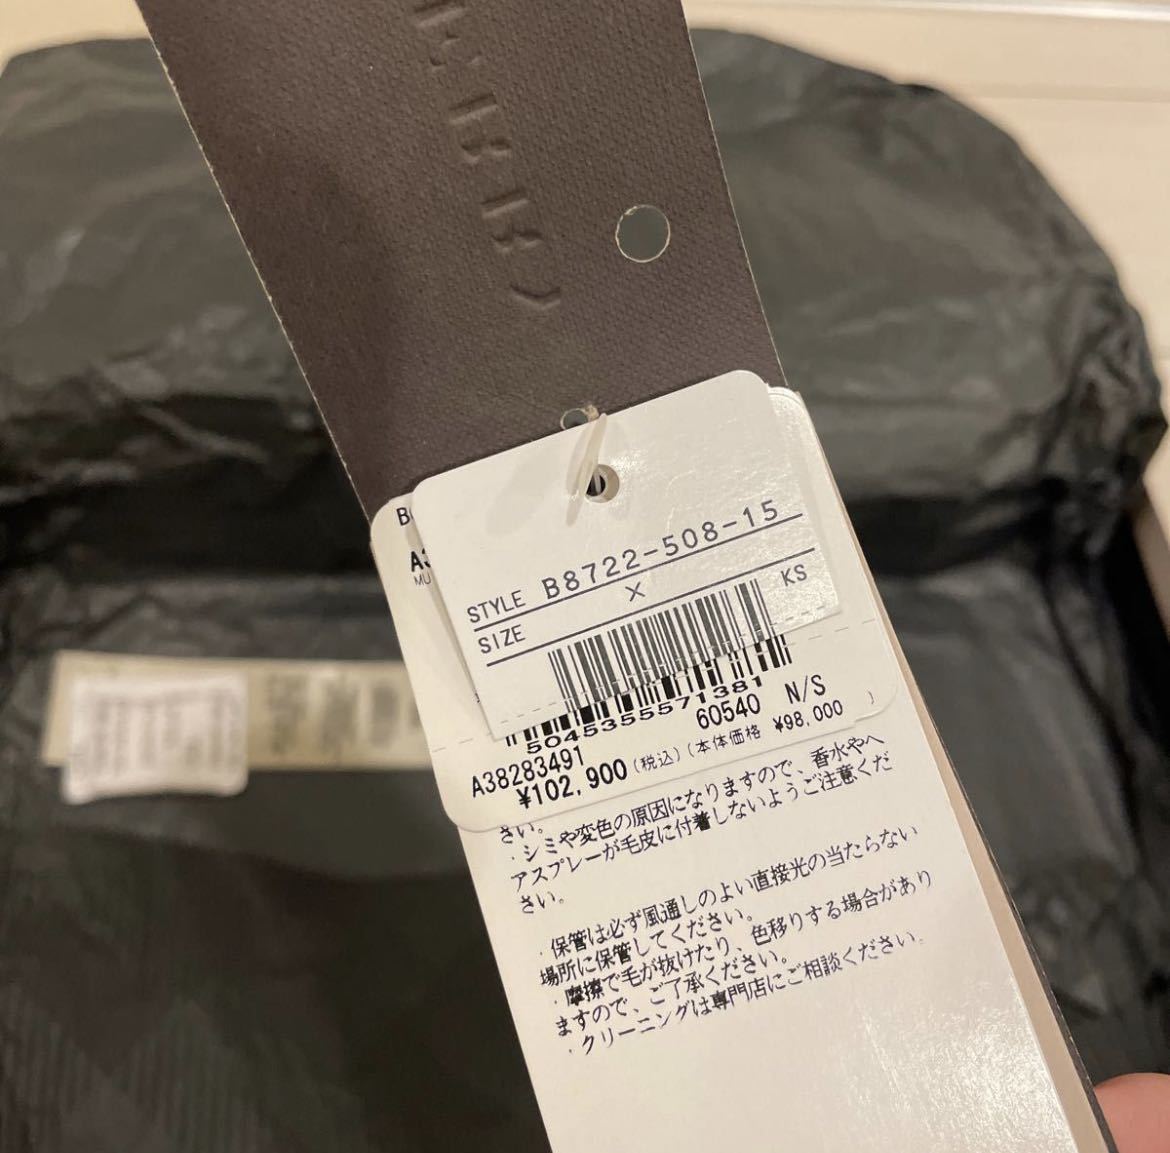 STYLE B8722-508-15
SIZE X
KS
5045355571381
60540 N/S
A38283491
¥102,900(税込)(本体価格 ¥98,000
さい。
・シミや変色の原因になりますので、香水やヘ
アスプレーが毛皮に付着しないようご注意くだ
さい。
・保管は必ず風通しのよい直接光の当たらない
場所に保管してください。
・摩擦で毛が抜けたり、色移りする場合があり
ますので、ご了承ください。
・クリーニングは専門店にご相談ください。